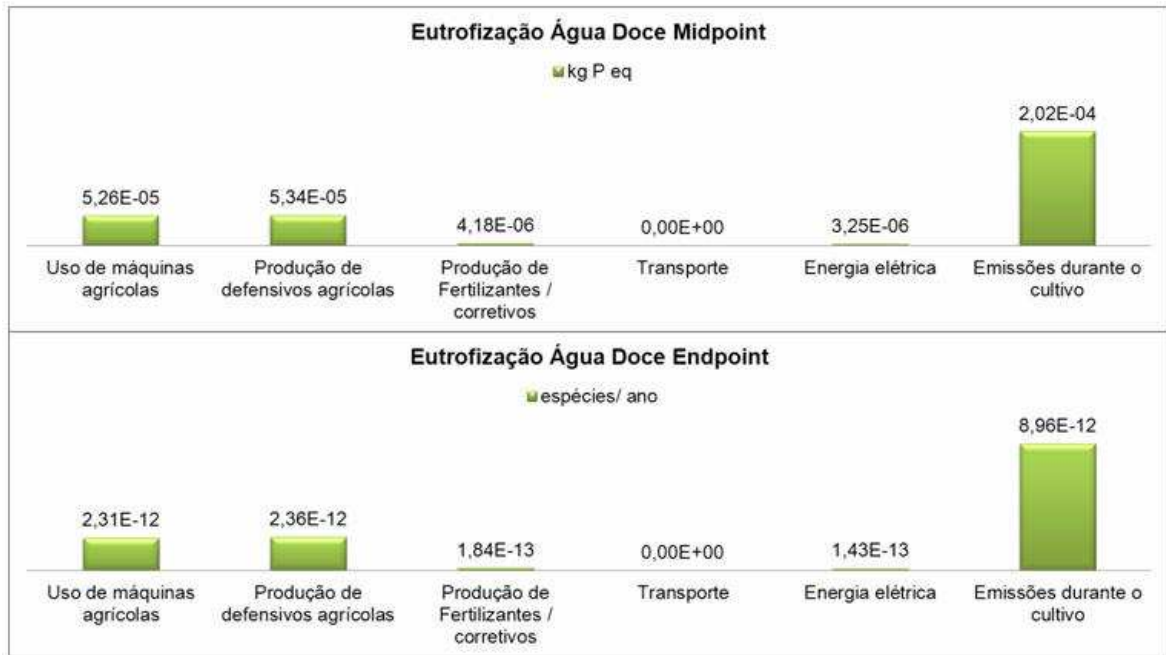 Eutrofização Água Doce Midpoint
kg P eq
5,26E-05
5,34E-05
4,18E-06
0,00E+00
3,25E-06
2,02E-04
Uso de máquinas
agrícolas
Produção de
defensivos agrícolas
Produção de
Fertilizantes /
corretivos
Transporte
Energia elétrica
Emissões durante o
cultivo
Eutrofização Água Doce Endpoint
espécies/ ano
2,31E-12
2,36E-12
1,84E-13
0,00E+00
1,43E-13
8,96E-12
Uso de máquinas
agrícolas
Produção de
defensivos agrícolas
Produção de
Fertilizantes /
corretivos
Transporte
Energia elétrica
Emissões durante o
cultivo